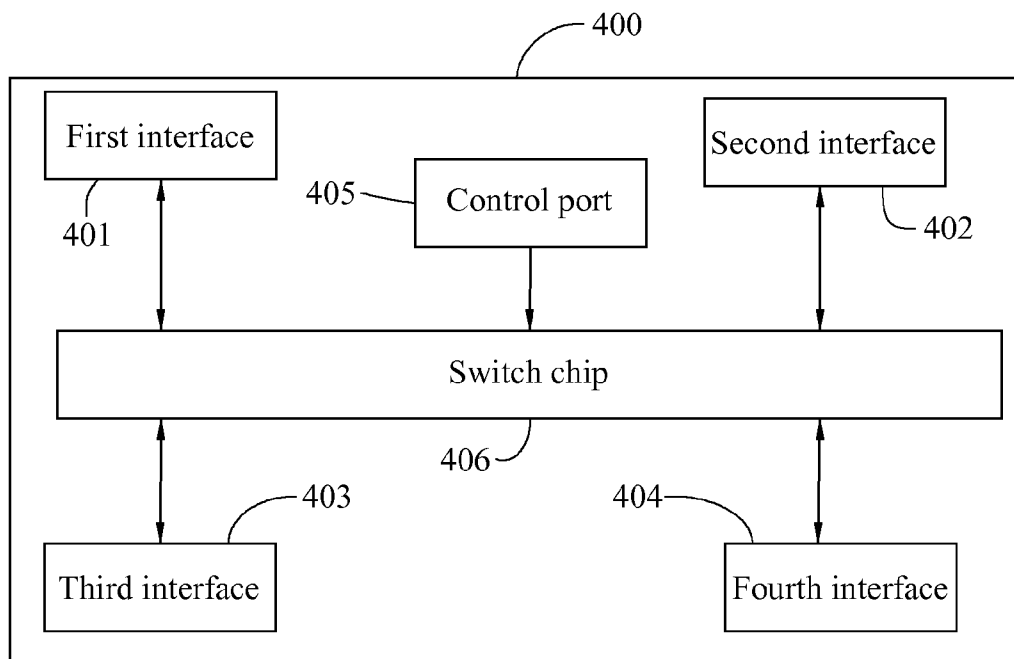 400
First interface
Second interface
405
Control port
401
402
Switch chip
406
403
404
Third interface
Fourth interface